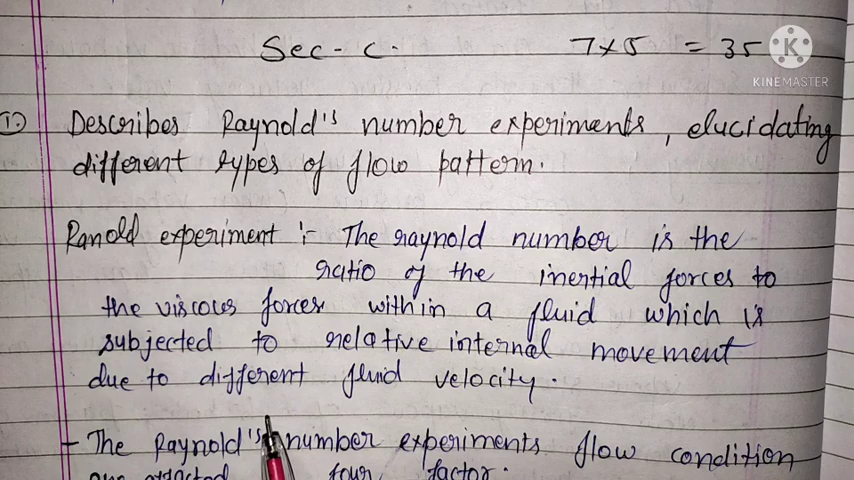 Sec - C. 7x5 = 35
KINEMASTER
1) Describes Raynold's number experiments, elucidating
different types of flow pattern.
Ranold experiment :- The raynold number is the
ratio of the inertial forces to
the viscous forces within a fluid which is
subjected to relative internal movement
due to different fluid velocity.
- The Raynold's number experiments flow condition
four factor.